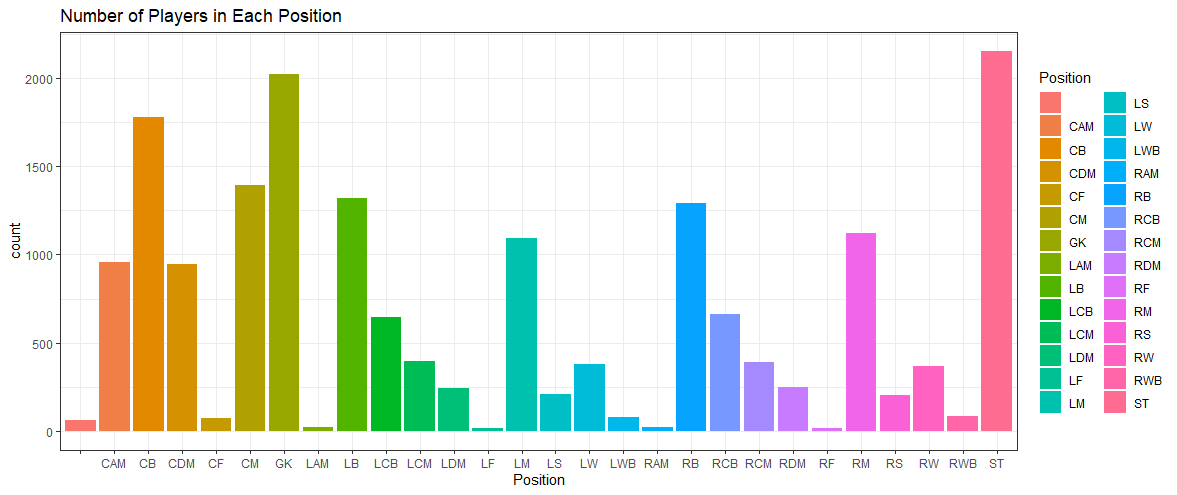 Number of Players in Each Position
count
2000
1500
1000
500
0
CAM CB CDM CF CM GK LAM LB LCB LCM LDM LF LM LS LW LWB RAM RB RCB RCM RDM RF RM RS RW RWB ST
Position
Position
CAM
CB
CDM
CF
CM
GK
LAM
LB
LCB
LCM
LDM
LF
LM
LS
LW
LWB
RAM
RB
RCB
RCM
RDM
RF
RM
RS
RW
RWB
ST